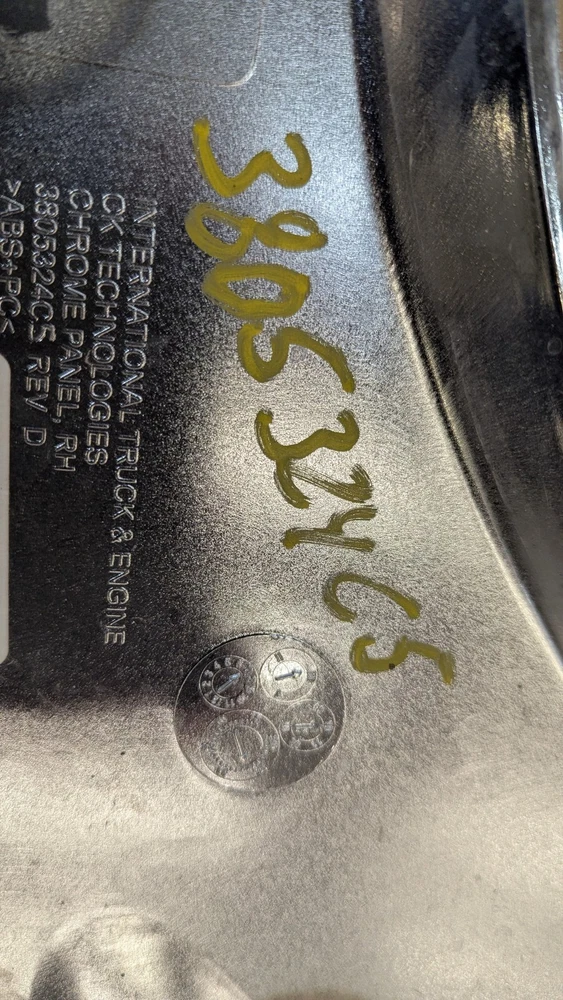 3805324C5
INTERNATIONAL TRUCK & ENGINE
CK TECHNOLOGIES
CHROME PANEL, RH
3805324C5 REV D
>ABS+PC<